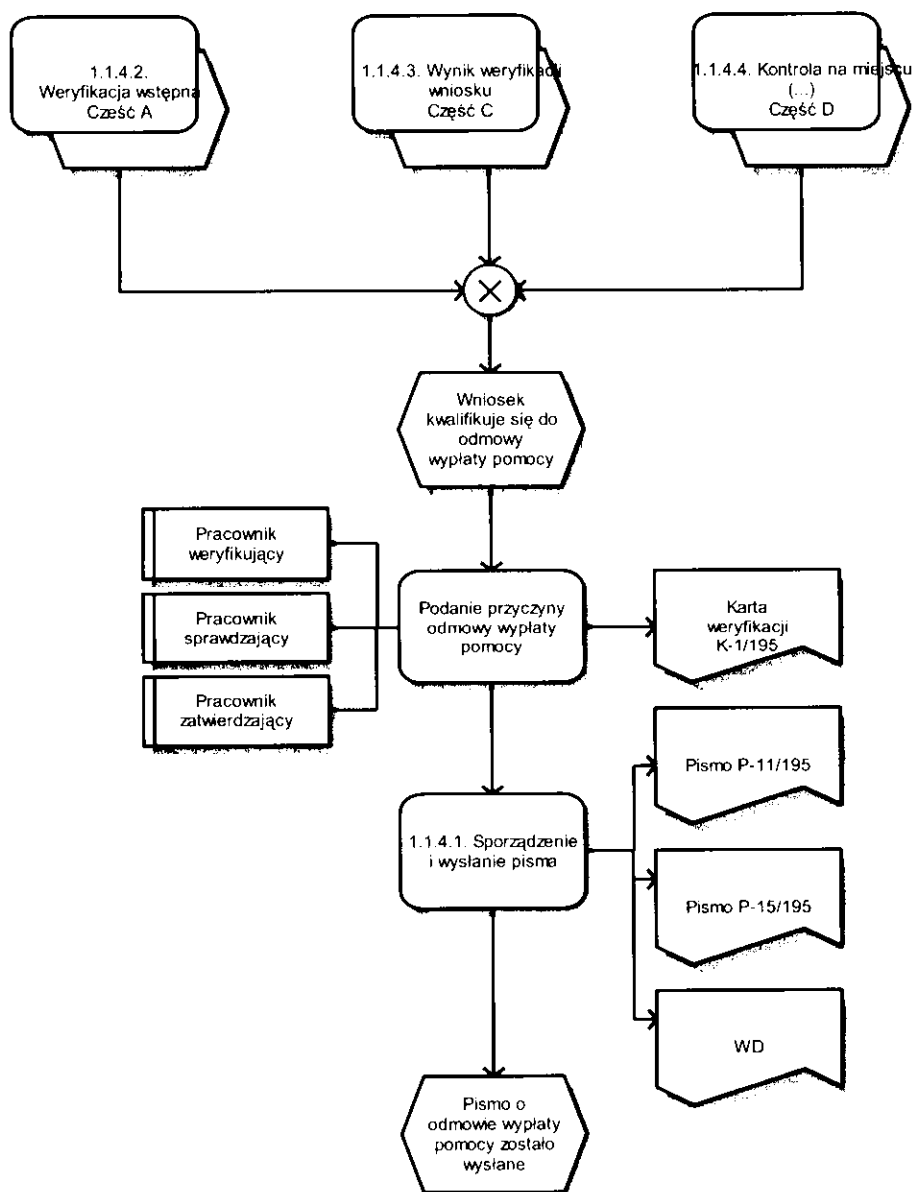 1.1.4.2.
Weryfikacja wstępna
Cześć A
1.1.4.3. Wynik weryfikacji
wniosku
Część C
1.1.4.4. Kontrola na miejscu
(...)
Część D
Wniosek
kwalifikuje się do
odmowy
wypłaty pomocy
Pracownik
weryfikujący
Pracownik
sprawdzający
Pracownik
zatwierdzający
Podanie przyczyny
odmowy wypłaty
pomocy
Karta
weryfikacji
K-1/195
Pismo P-11/195
1.1.4.1. Sporządzenie
i wysłanie pisma
Pismo P-15/195
WD
Pismo o
odmowie wypłaty
pomocy zostało
wysłane